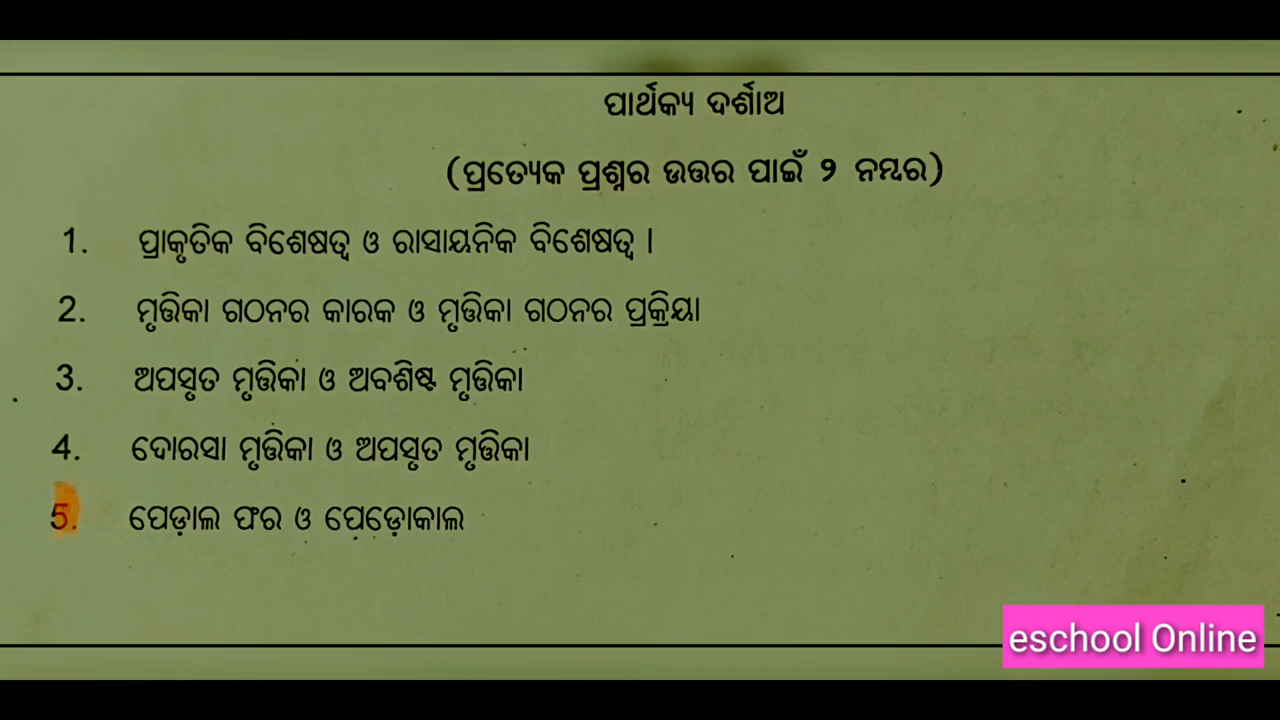 ପାର୍ଥକ୍ୟ ଦର୍ଶାଅ
(ପ୍ରତ୍ୟେକ ପ୍ରଶ୍ନର ଉତ୍ତର ପାଇଁ ୨ ନମ୍ବର)
1. ପ୍ରାକୃତିକ ବିଶେଷତ୍ୱ ଓ ରାସାୟନିକ ବିଶେଷତ୍ୱ ।
2. ମୃତ୍ତିକା ଗଠନର କାରକ ଓ ମୃତ୍ତିକା ଗଠନର ପ୍ରକ୍ରିୟା
3. ଅପସୃତ ମୃତ୍ତିକା ଓ ଅବଶିଷ୍ଟ ମୃତ୍ତିକା
4. ଦୋରସା ମୃତ୍ତିକା ଓ ଅପସୃତ ମୃତ୍ତିକା
5. ପେଡ଼ାଲ ଫର ଓ ପେଡ଼ୋକାଲ
eschool Online